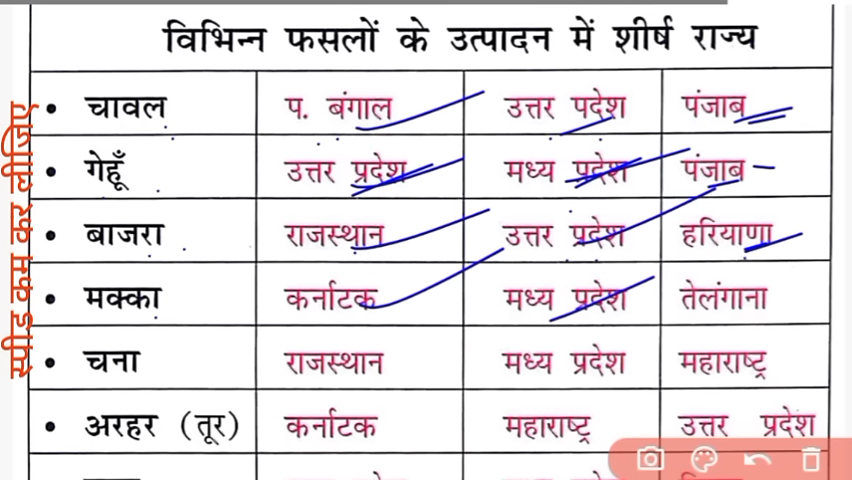 विभिन्न फसलों के उत्पादन में शीर्ष राज्य
• चावल प. बंगाल उत्तर प्रदेश पंजाब
• गेहूँ उत्तर प्रदेश मध्य प्रदेश पंजाब
• बाजरा राजस्थान उत्तर प्रदेश हरियाणा
• मक्का कर्नाटक मध्य प्रदेश तेलंगाना
• चना राजस्थान मध्य प्रदेश महाराष्ट्र
• अरहर (तूर) कर्नाटक महाराष्ट्र उत्तर प्रदेश
स्पीड कम कर लीजिए